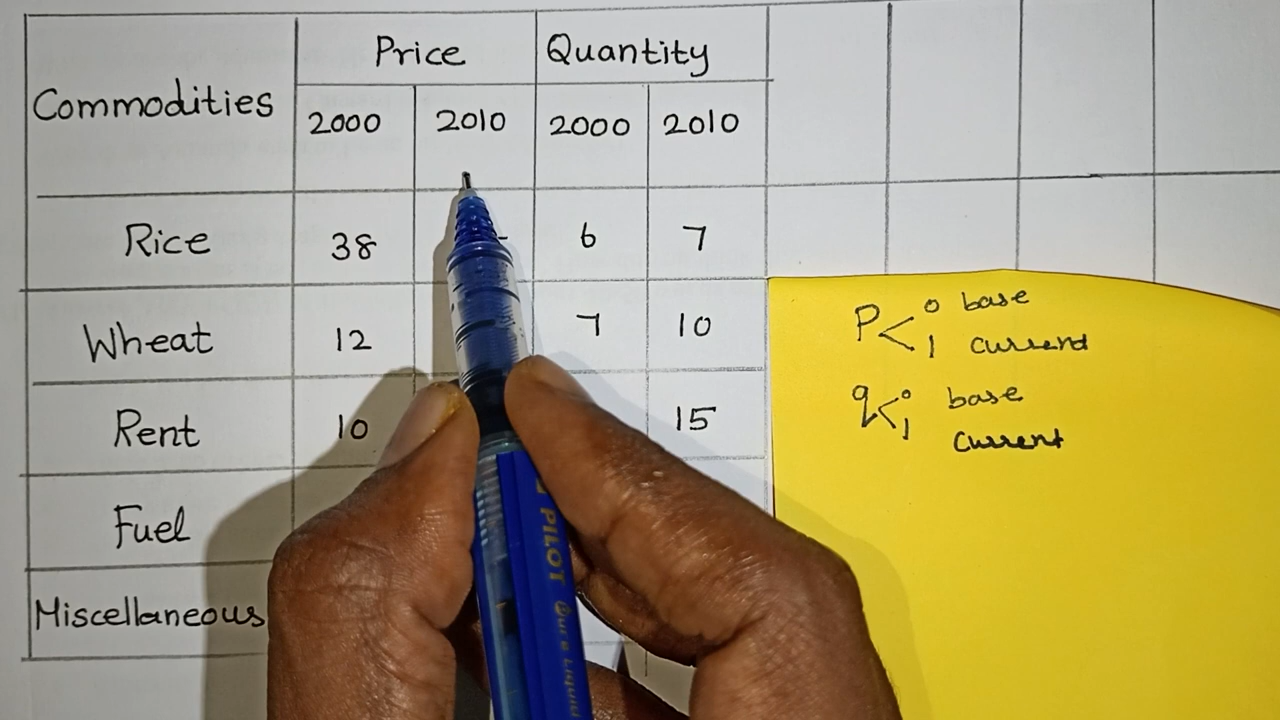 Price Quantity
Commodities
2000 2010 2000 2010
Rice 38 6 7
Wheat 12 7 10
Rent 10 15
Fuel
Miscellaneous
P< 0 base
1 current
q< 0 base
1 current
PILOT